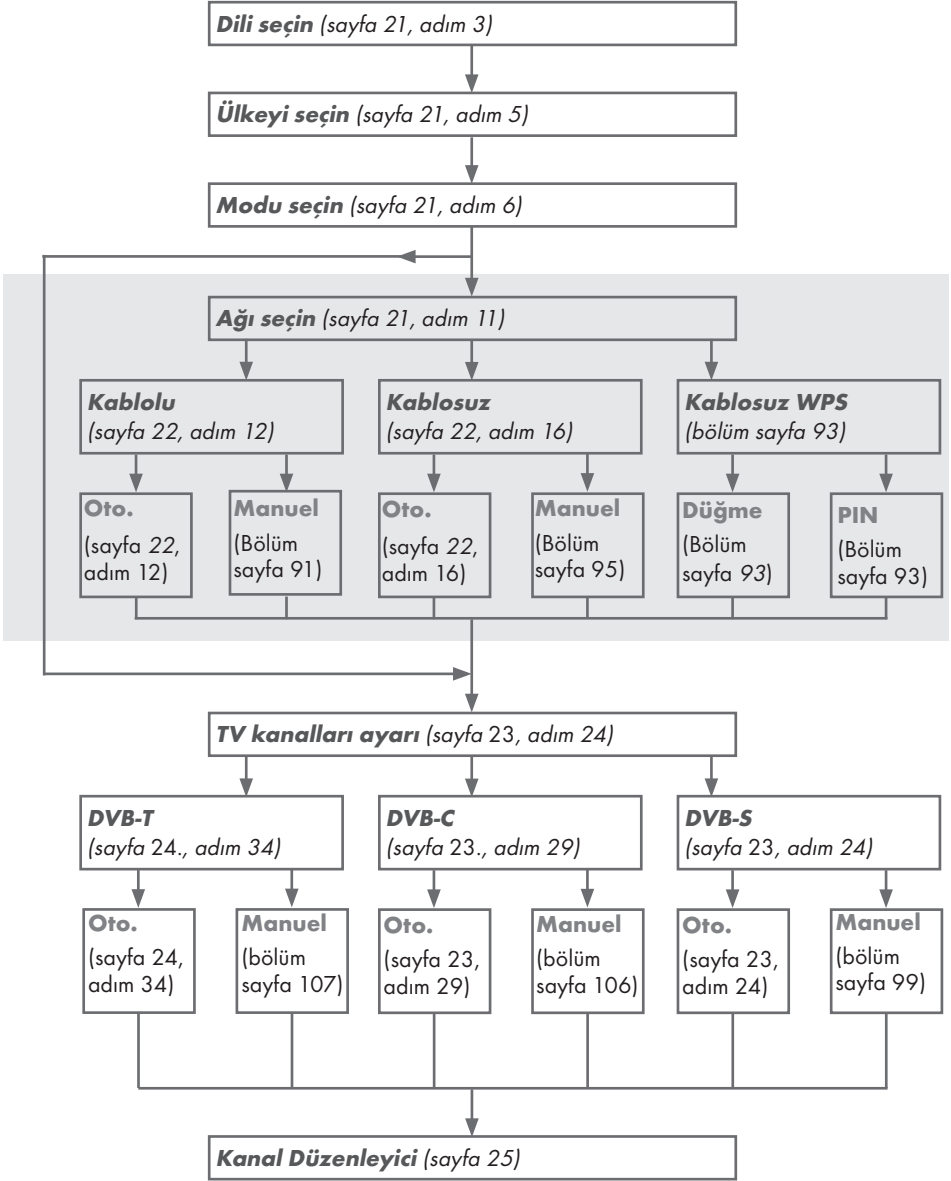 Dili seçin (sayfa 21, adım 3)
Ülkeyi seçin (sayfa 21, adım 5)
Modu seçin (sayfa 21, adım 6)
Ağı seçin (sayfa 21, adım 11)
Kablolu
(sayfa 22, adım 12)
Kablosuz
(sayfa 22, adım 16)
Kablosuz WPS
(bölüm sayfa 93)
Oto.
(sayfa 22,
adım 12)
Manuel
(Bölüm
sayfa 91)
Oto.
(sayfa 22,
adım 16)
Manuel
(Bölüm
sayfa 95)
Düğme
(Bölüm
sayfa 93)
PIN
(Bölüm
sayfa 93)
TV kanalları ayarı (sayfa 23, adım 24)
DVB-T
(sayfa 24., adım 34)
DVB-C
(sayfa 23., adım 29)
DVB-S
(sayfa 23, adım 24)
Oto.
(sayfa 24,
adım 34)
Manuel
(bölüm
sayfa 107)
Oto.
(sayfa 23,
adım 29)
Manuel
(bölüm
sayfa 106)
Oto.
(sayfa 23,
adım 24)
Manuel
(bölüm
sayfa 99)
Kanal Düzenleyici (sayfa 25)